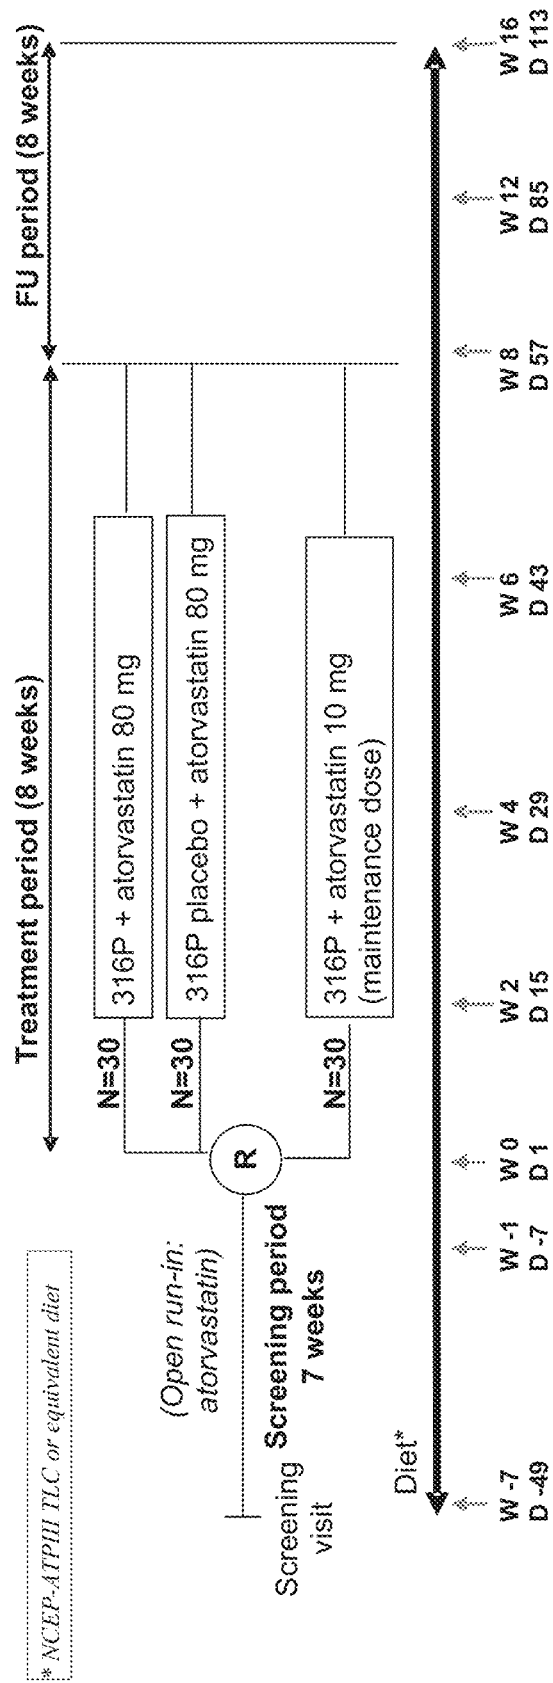 * NCEP-ATPIII TLC or equivalent diet
Treatment period (8 weeks)
FU period (8 weeks)
(Open run-in:
atorvastatin)
Screening
visit
Screening period
7 weeks
R
N=30
316P + atorvastatin 80 mg
N=30
316P placebo + atorvastatin 80 mg
N=30
316P + atorvastatin 10 mg
(maintenance dose)
Diet*
W -7
D -49
W -1
D -7
W 0
D 1
W 2
D 15
W 4
D 29
W 6
D 43
W 8
D 57
W 12
D 85
W 16
D 113